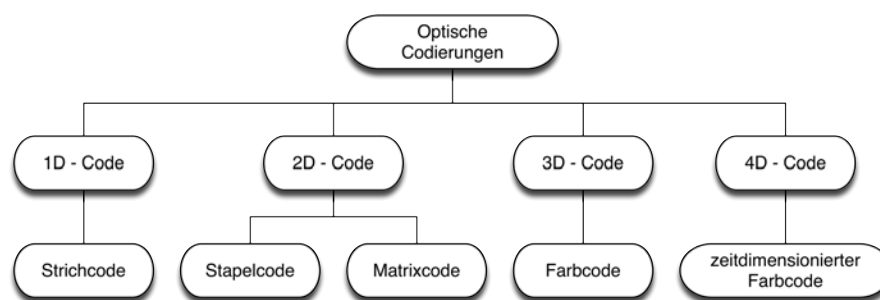 Optische
Codierungen
1D - Code
2D - Code
3D - Code
4D - Code
Strichcode
Stapelcode
Matrixcode
Farbcode
zeitdimensionierter
Farbcode